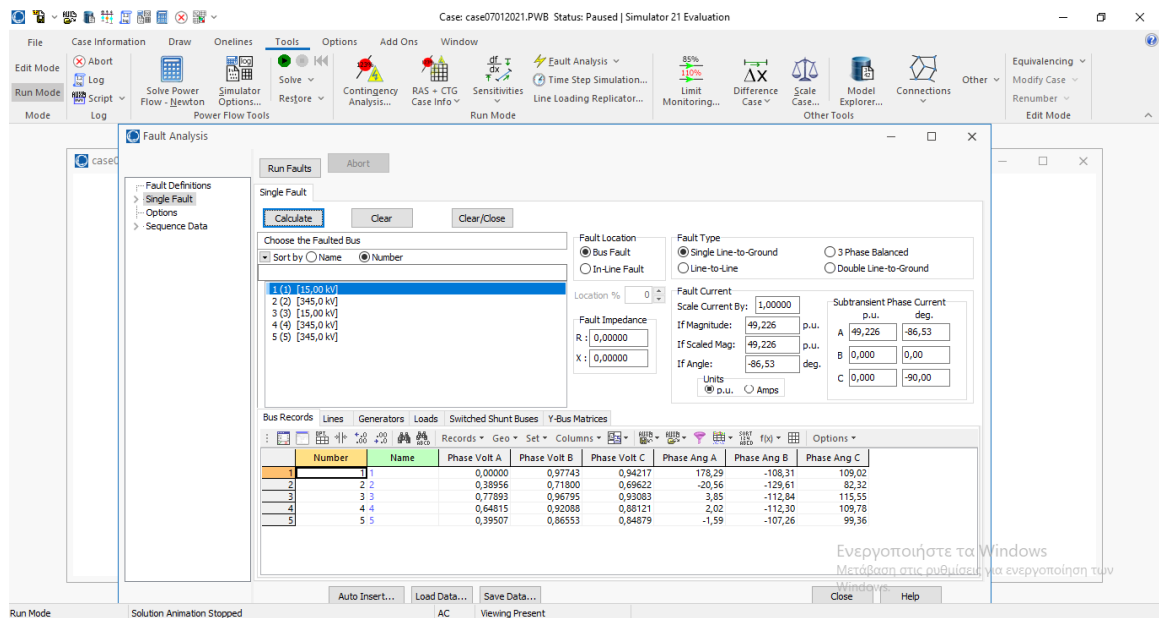 Case: case07012021.PWB Status: Paused | Simulator 21 Evaluation
File Case Information Draw Onelines Tools Options Add Ons Window
Edit Mode
Run Mode
Mode
Abort
Log
Script
Log
Solve Power Flow - Newton
Simulator Options...
Power Flow Tools
Solve
Restore
Contingency Analysis...
RAS + CTG Case Info
Sensitivities
Fault Analysis
Time Step Simulation...
Line Loading Replicator...
Run Mode
85%
110%
Limit Monitoring...
Difference Case
Scale Case...
Model Explorer...
Connections
Other
Other Tools
Equivalencing
Modify Case
Renumber
Edit Mode
case0
Fault Analysis
Fault Definitions
Single Fault
Options
Sequence Data
Run Faults Abort
Single Fault
Calculate Clear Clear/Close
Choose the Faulted Bus
Sort by Name Number
1 (1) [15,00 kV]
2 (2) [345,0 kV]
3 (3) [15,00 kV]
4 (4) [345,0 kV]
5 (5) [345,0 kV]
Fault Location
Bus Fault
In-Line Fault
Location % 0
Fault Impedance
R : 0,00000
X : 0,00000
Fault Type
Single Line-to-Ground 3 Phase Balanced
Line-to-Line Double Line-to-Ground
Fault Current
Scale Current By: 1,00000
If Magnitude: 49,226 p.u.
If Scaled Mag: 49,226 p.u.
If Angle: -86,53 deg.
Units
p.u. Amps
Subtransient Phase Current
p.u. deg.
A 49,226 -86,53
B 0,000 0,00
C 0,000 -90,00
Bus Records Lines Generators Loads Switched Shunt Buses Y-Bus Matrices
Records Geo Set Columns f(x) Options
Number Name Phase Volt A Phase Volt B Phase Volt C Phase Ang A Phase Ang B Phase Ang C
1 1 1 0,00000 0,97743 0,94217 178,29 -108,31 109,02
2 2 2 0,38956 0,71800 0,69622 -20,56 -129,61 82,32
3 3 3 0,77893 0,96795 0,93083 3,85 -112,84 115,55
4 4 4 0,64815 0,92088 0,88121 2,02 -112,30 109,78
5 5 5 0,39507 0,86553 0,84879 -1,59 -107,26 99,36
Ενεργοποιήστε τα Windows
Μετάβαση στις ρυθμίσεις για ενεργοποίηση των
Windows.
Auto Insert... Load Data... Save Data... Close Help
Run Mode Solution Animation Stopped AC Viewing Present